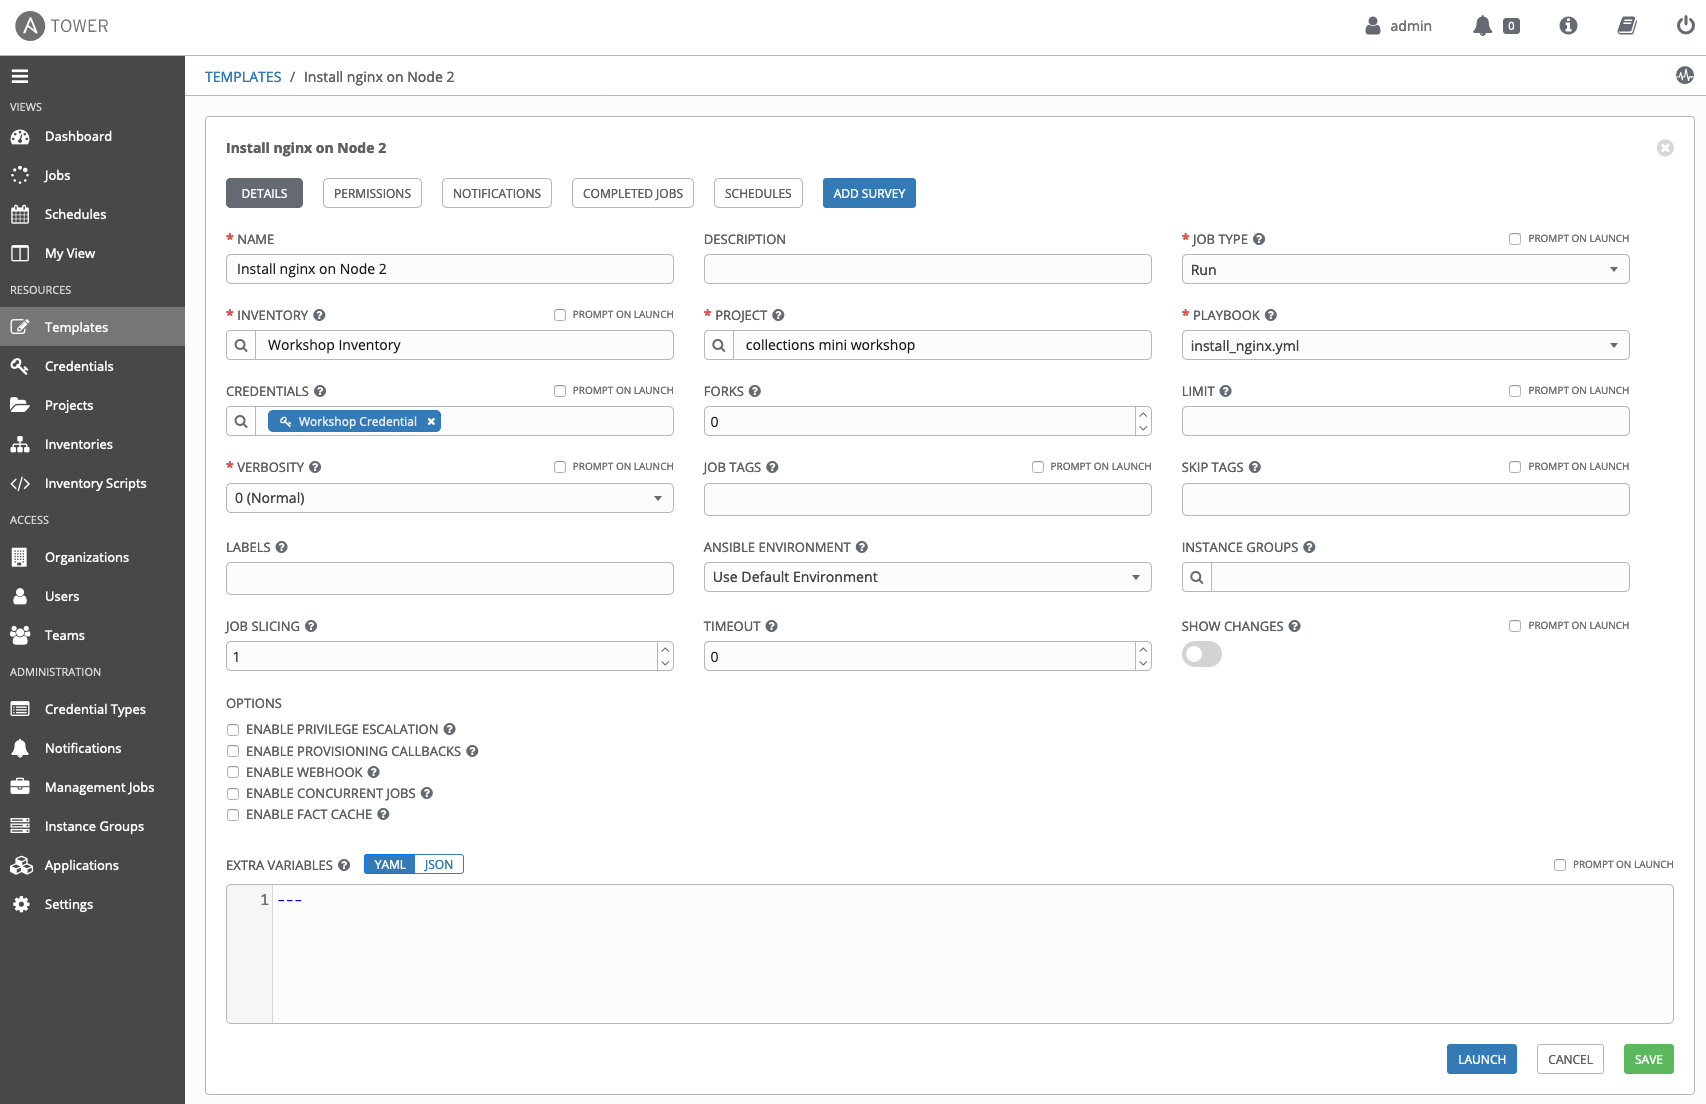 TOWER
admin
0
VIEWS
Dashboard
Jobs
Schedules
My View
RESOURCES
Templates
Credentials
Projects
Inventories
Inventory Scripts
ACCESS
Organizations
Users
Teams
ADMINISTRATION
Credential Types
Notifications
Management Jobs
Instance Groups
Applications
Settings
TEMPLATES / Install nginx on Node 2
Install nginx on Node 2
DETAILS PERMISSIONS NOTIFICATIONS COMPLETED JOBS SCHEDULES ADD SURVEY
* NAME
Install nginx on Node 2
DESCRIPTION
* JOB TYPE
PROMPT ON LAUNCH
Run
* INVENTORY
PROMPT ON LAUNCH
Workshop Inventory
* PROJECT
collections mini workshop
* PLAYBOOK
install_nginx.yml
CREDENTIALS
PROMPT ON LAUNCH
Workshop Credential
FORKS
0
LIMIT
PROMPT ON LAUNCH
* VERBOSITY
PROMPT ON LAUNCH
0 (Normal)
JOB TAGS
PROMPT ON LAUNCH
SKIP TAGS
PROMPT ON LAUNCH
LABELS
ANSIBLE ENVIRONMENT
Use Default Environment
INSTANCE GROUPS
JOB SLICING
1
TIMEOUT
0
SHOW CHANGES
PROMPT ON LAUNCH
OPTIONS
ENABLE PRIVILEGE ESCALATION
ENABLE PROVISIONING CALLBACKS
ENABLE WEBHOOK
ENABLE CONCURRENT JOBS
ENABLE FACT CACHE
EXTRA VARIABLES
YAML JSON
PROMPT ON LAUNCH
1 ---
LAUNCH CANCEL SAVE